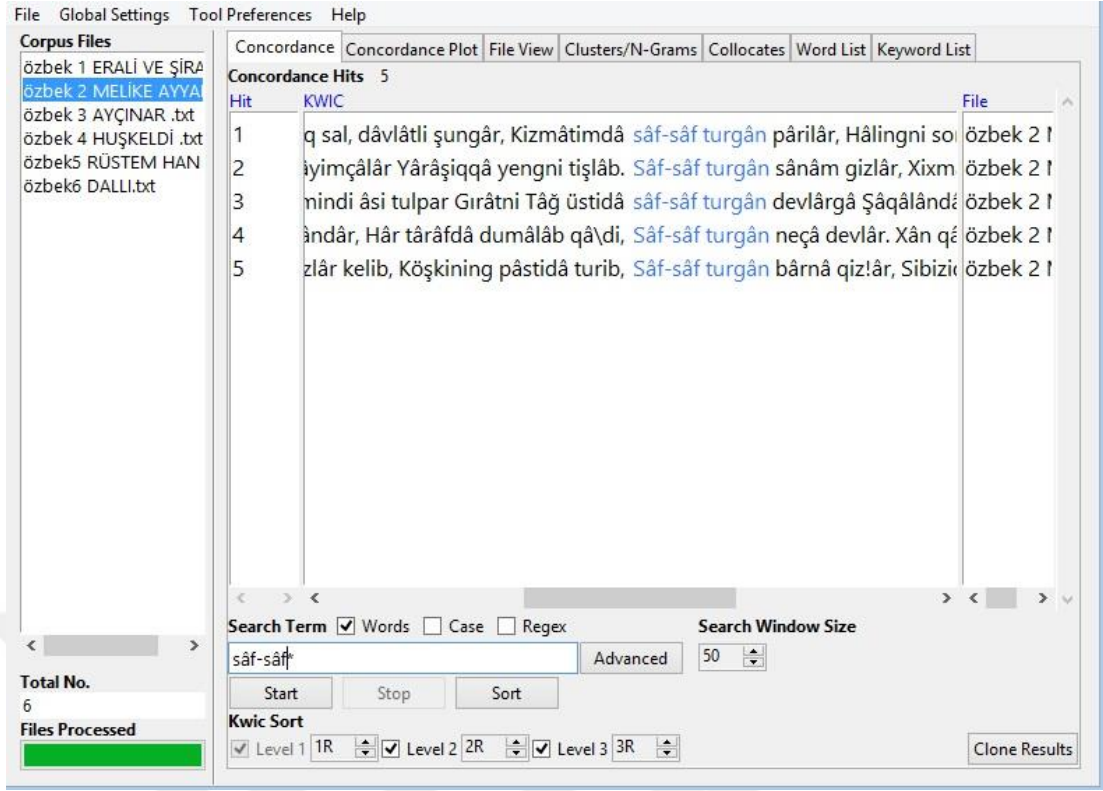 File Global Settings Tool Preferences Help
Corpus Files
özbek 1 ERALİ VE ŞİRA
özbek 2 MELİKE AYYA
özbek 3 AYÇINAR .txt
özbek 4 HUŞKELDİ .txt
özbek5 RÜSTEM HAN
özbek6 DALLI.txt
Total No.
6
Files Processed
Concordance Concordance Plot File View Clusters/N-Grams Collocates Word List Keyword List
Concordance Hits 5
Hit KWIC File
1 q sal, dâvlâtli şungâr, Kizmâtimdâ sâf-sâf turgân pârilâr, Hâlingni so özbek 2
2 âyimçâlâr Yârâşiqqâ yengni tişlâb. Sâf-sâf turgân sânâm gizlâr, Xixm özbek 2
3 mindi âsi tulpar Gırâtni Tâğ üstidâ sâf-sâf turgân devlârgâ Şâqâlândâ özbek 2
4 ândâr, Hâr târâfdâ dumâlâb qâ\di, Sâf-sâf turgân neçâ devlâr. Xân qâ özbek 2
5 zlâr kelib, Köşkining pâstidâ turib, Sâf-sâf turgân bârnâ qiz!âr, Sibizi özbek 2
Search Term Words Case Regex Search Window Size
sâf-sâf* Advanced 50
Start Stop Sort
Kwic Sort
Level 1 1R Level 2 2R Level 3 3R Clone Results